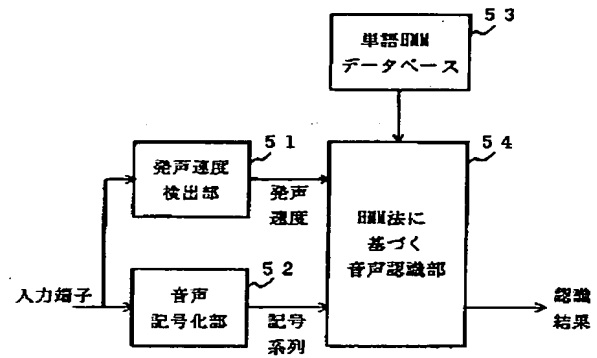 53
単語HMM
データベース
51
発声速度
検出部
発声
速度
54
HMM法に
基づく
音声認識部
入力端子
52
音声
記号化部
記号
系列
認識
結果